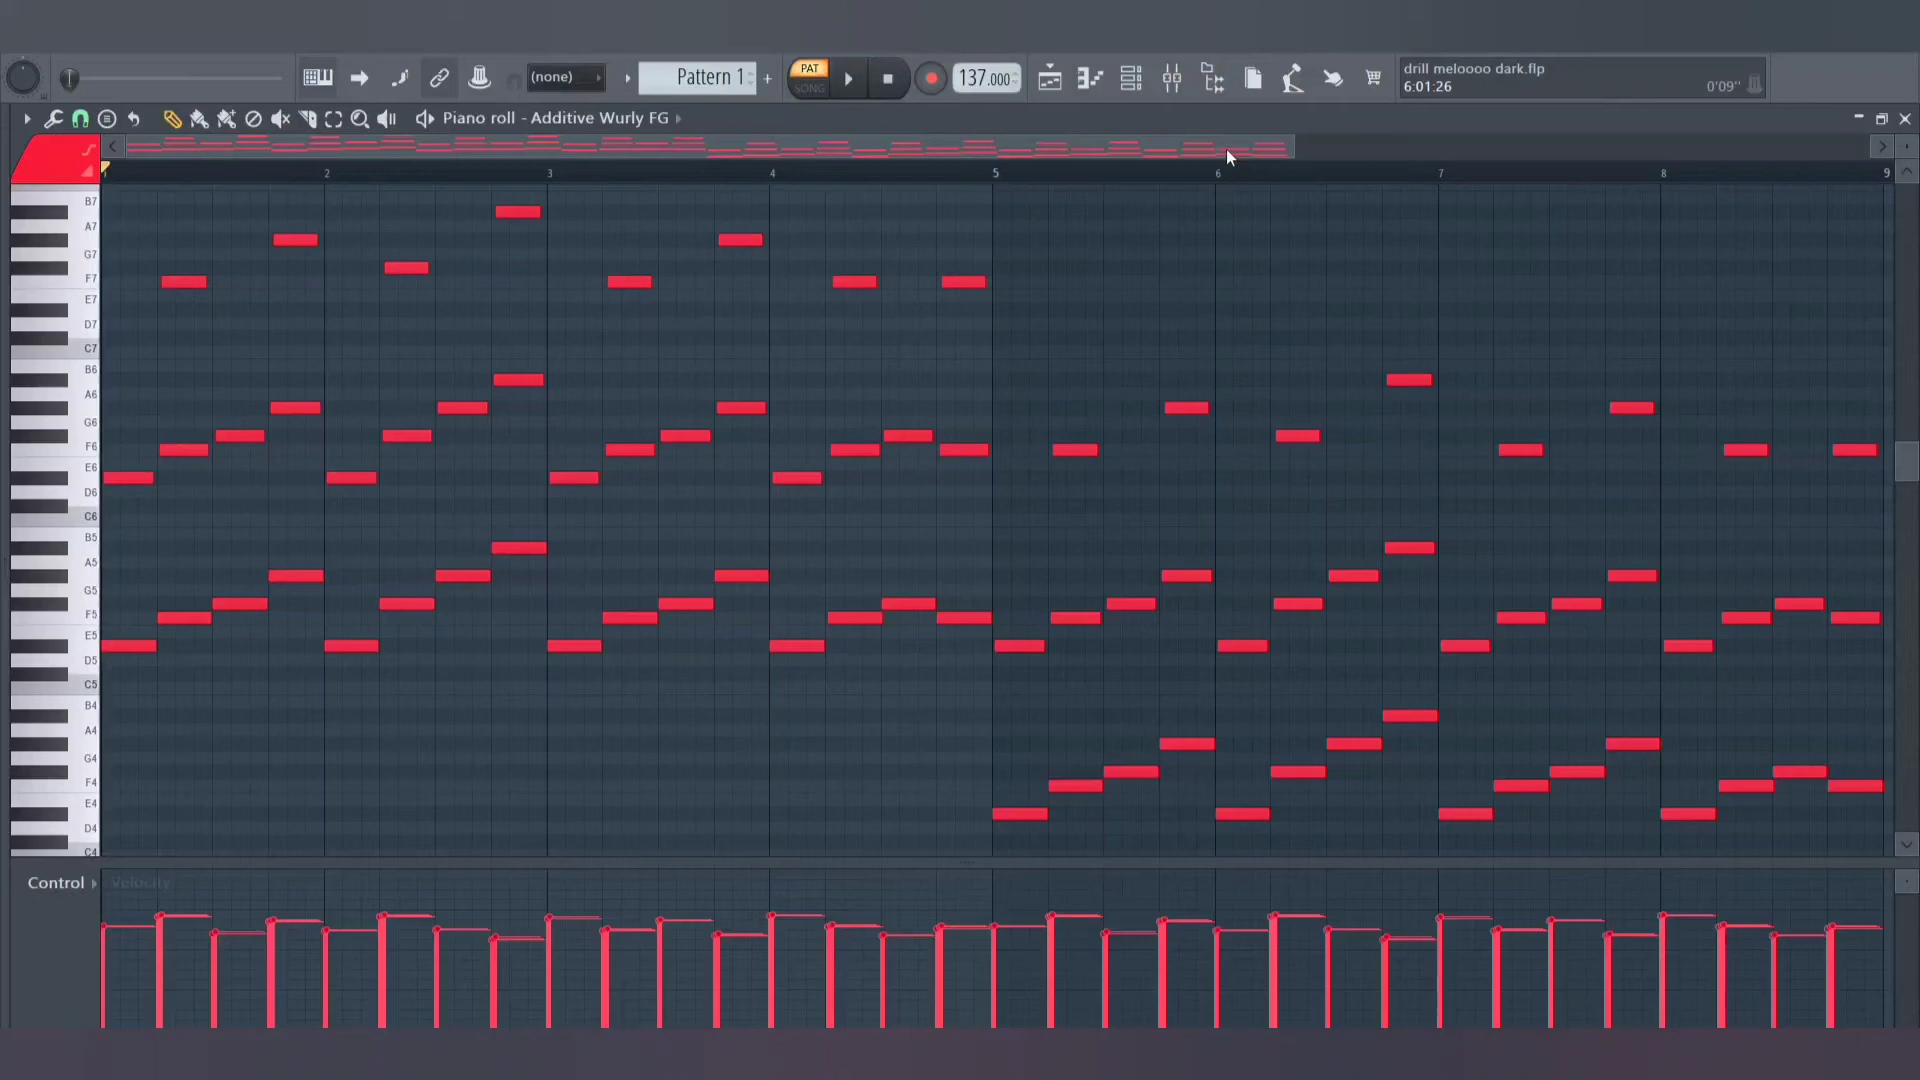 (none)
Pattern 1
+
PAT
SONG
137.000
drill meloooo dark.flp
6:01:26
0'09"
Piano roll - Additive Wurly FG
2
3
4
5
6
7
8
9
B7
A7
G7
F7
E7
D7
C7
B6
A6
G6
F6
E6
D6
C6
B5
A5
G5
F5
E5
D5
C5
B4
A4
G4
F4
E4
D4
C4
Control
Velocity